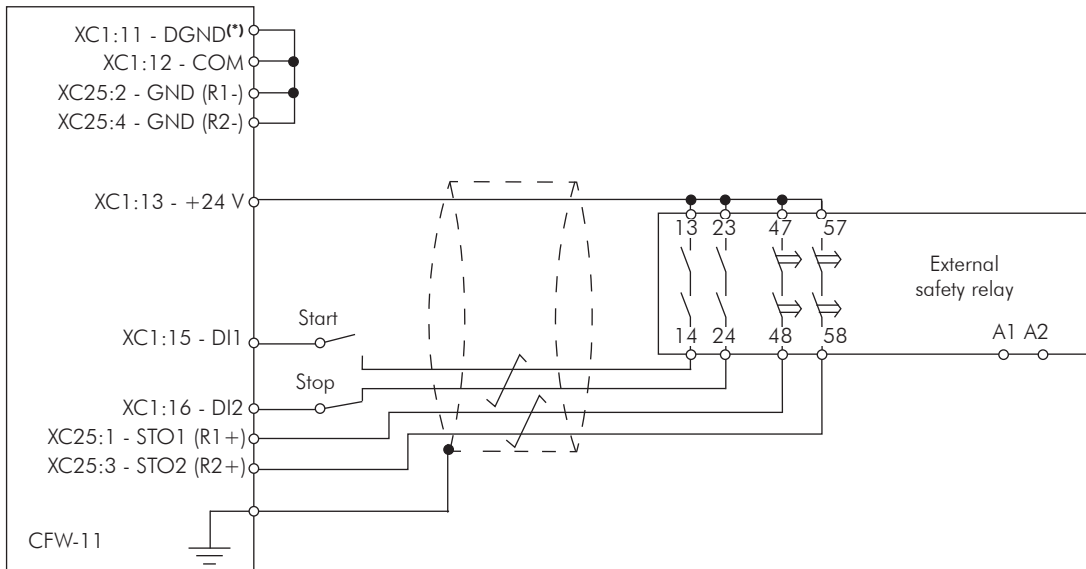 XC1:11 - DGND(*)
XC1:12 - COM
XC25:2 - GND (R1-)
XC25:4 - GND (R2-)
XC1:13 - +24 V
13 23 47 57
External
safety relay
Start
XC1:15 - DI1
14 24 48 58
A1 A2
Stop
XC1:16 - DI2
XC25:1 - STO1 (R1+)
XC25:3 - STO2 (R2+)
CFW-11